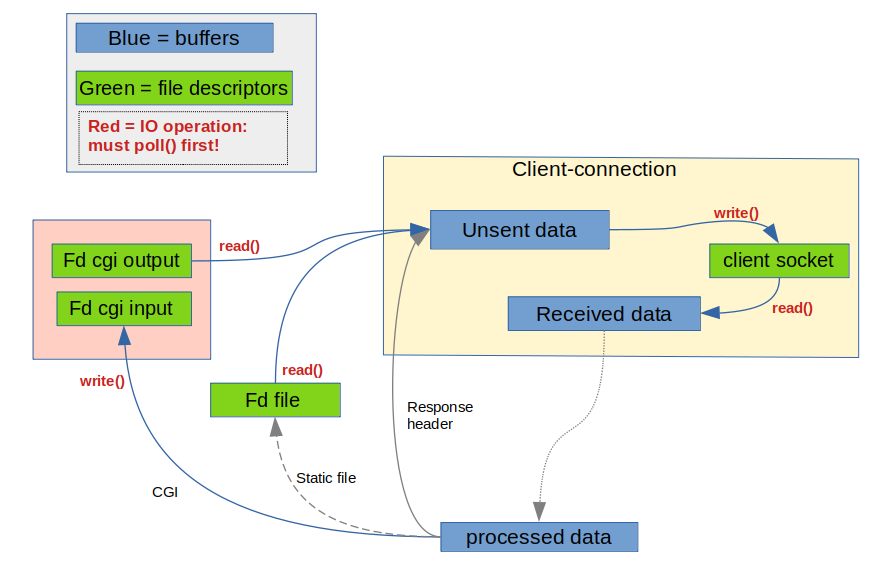 Blue = buffers
Green = file descriptors
Red = IO operation:
must poll() first!
Client-connection
Unsent data
write()
client socket
read()
Received data
read()
Fd cgi output
Fd cgi input
write()
read()
Fd file
Response
header
Static file
CGI
processed data